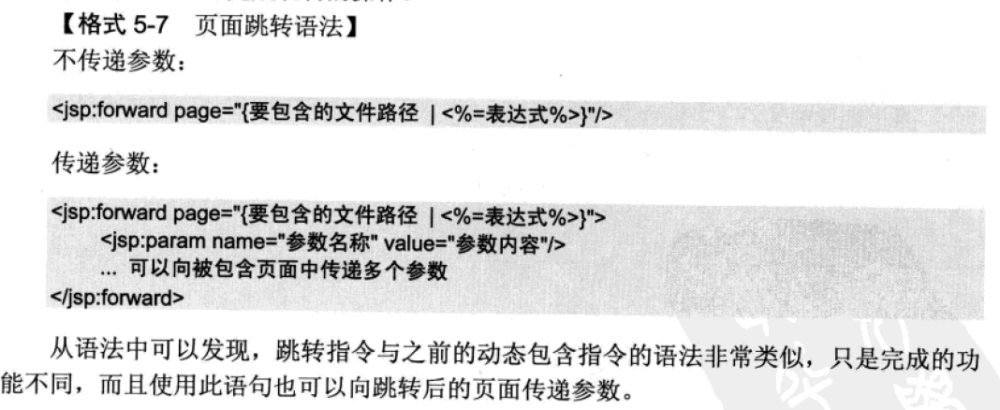 【格式 5-7 页面跳转语法】
不传递参数：
<jsp:forward page="{要包含的文件路径 | <%=表达式%>}"/>
传递参数：
<jsp:forward page="{要包含的文件路径 | <%=表达式%>}">
<jsp:param name="参数名称" value="参数内容"/>
... 可以向被包含页面中传递多个参数
</jsp:forward>
从语法中可以发现，跳转指令与之前的动态包含指令的语法非常类似，只是完成的功
能不同，而且使用此语句也可以向跳转后的页面传递参数。